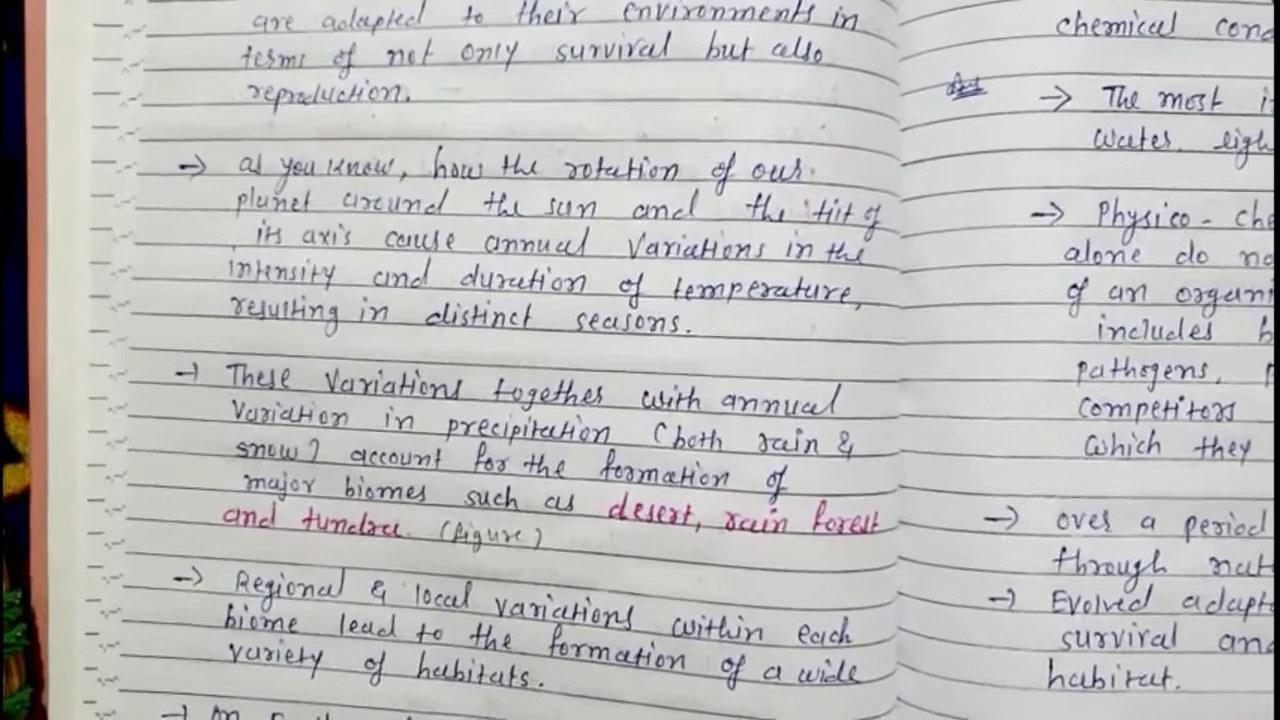 are adapted to their environments in
terms of not only survival but also
reproduction.
→ as you know, how the rotation of our
planet around the sun and the tilt of
its axis cause annual variations in the
intensity and duration of temperature,
resulting in distinct seasons.
→ These variations together with annual
variation in precipitation (both rain &
snow) account for the formation of
major biomes such as desert, rain forest
and tundra. (figure)
→ Regional & local variations within each
biome lead to the formation of a wide
variety of habitats.
chemical
→ The most
water,
→ Physico-
alone do
of an
includes
pathogens,
competitors
which they
→ over a period
through
→ Evolved
survival
habitat.